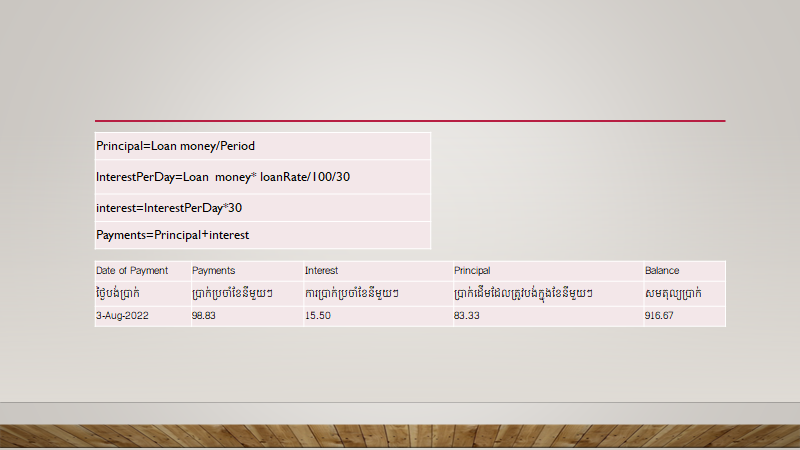 Principal=Loan money/Period
InterestPerDay=Loan money* loanRate/100/30
interest=InterestPerDay*30
Payments=Principal+interest
Date of Payment Payments Interest Principal Balance
ថ្ងៃបង់ប្រាក់ ប្រាក់ប្រចាំខែនីមួយៗ ការប្រាក់ប្រចាំខែនីមួយៗ ប្រាក់ដើមដែលត្រូវបង់ក្នុងខែនីមួយៗ សមតុល្យប្រាក់
3-Aug-2022 98.83 15.50 83.33 916.67